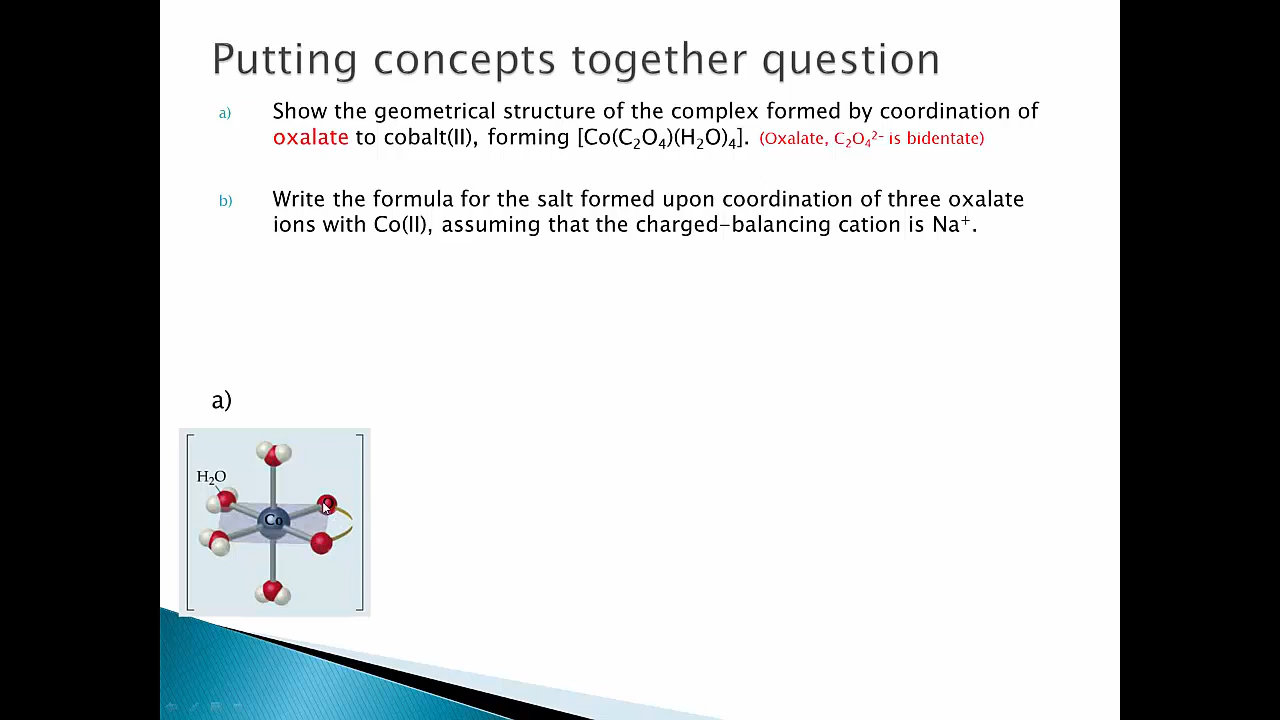 Putting concepts together question
a) Show the geometrical structure of the complex formed by coordination of
oxalate to cobalt(II), forming [Co(C₂O₄)(H₂O)₄]. (Oxalate, C₂O₄²⁻ is bidentate)
b) Write the formula for the salt formed upon coordination of three oxalate
ions with Co(II), assuming that the charged-balancing cation is Na⁺.
a)
H₂O
O
Co